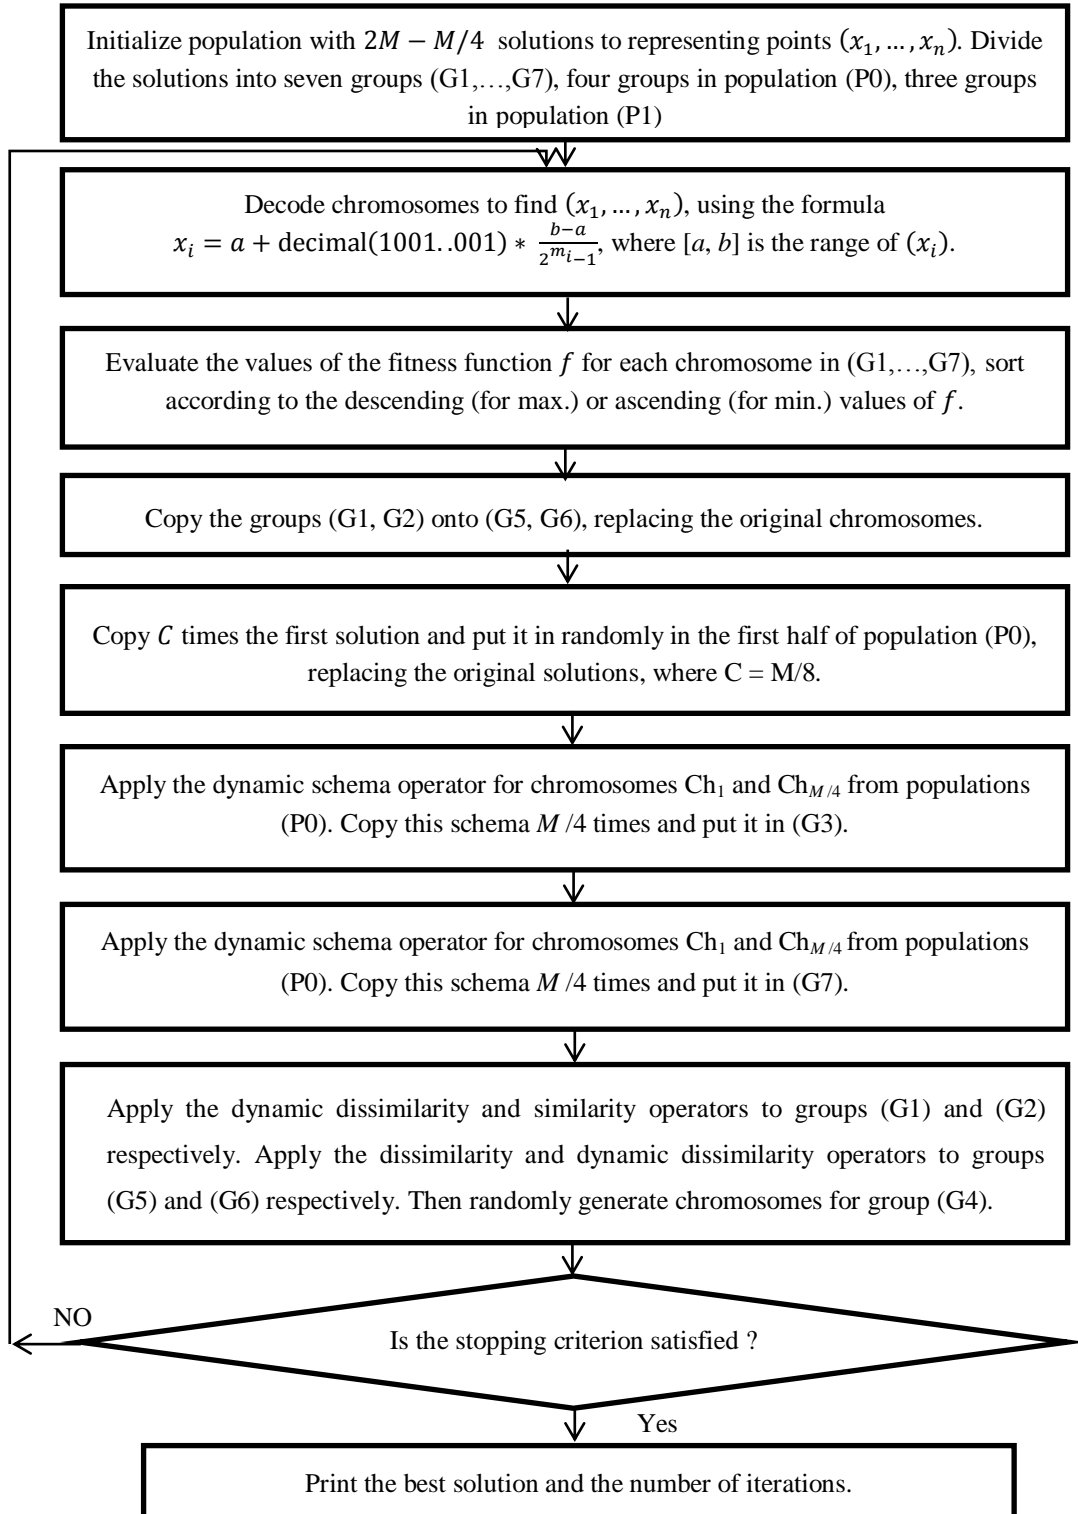 Initialize population with 2M − M/4 solutions to representing points (x₁, … , xₙ). Divide
the solutions into seven groups (G1,…,G7), four groups in population (P0), three groups
in population (P1)
Decode chromosomes to find (x₁, … , xₙ), using the formula
xᵢ = a + decimal(1001. .001) ∗ (b−a)/(2^{mᵢ−1}), where [a, b] is the range of (xᵢ).
Evaluate the values of the fitness function f for each chromosome in (G1,…,G7), sort
according to the descending (for max.) or ascending (for min.) values of f.
Copy the groups (G1, G2) onto (G5, G6), replacing the original chromosomes.
Copy C times the first solution and put it in randomly in the first half of population (P0),
replacing the original solutions, where C = M/8.
Apply the dynamic schema operator for chromosomes Ch₁ and Ch_{M/4} from populations
(P0). Copy this schema M /4 times and put it in (G3).
Apply the dynamic schema operator for chromosomes Ch₁ and Ch_{M/4} from populations
(P0). Copy this schema M /4 times and put it in (G7).
Apply the dynamic dissimilarity and similarity operators to groups (G1) and (G2)
respectively. Apply the dissimilarity and dynamic dissimilarity operators to groups
(G5) and (G6) respectively. Then randomly generate chromosomes for group (G4).
NO
Is the stopping criterion satisfied ?
Yes
Print the best solution and the number of iterations.